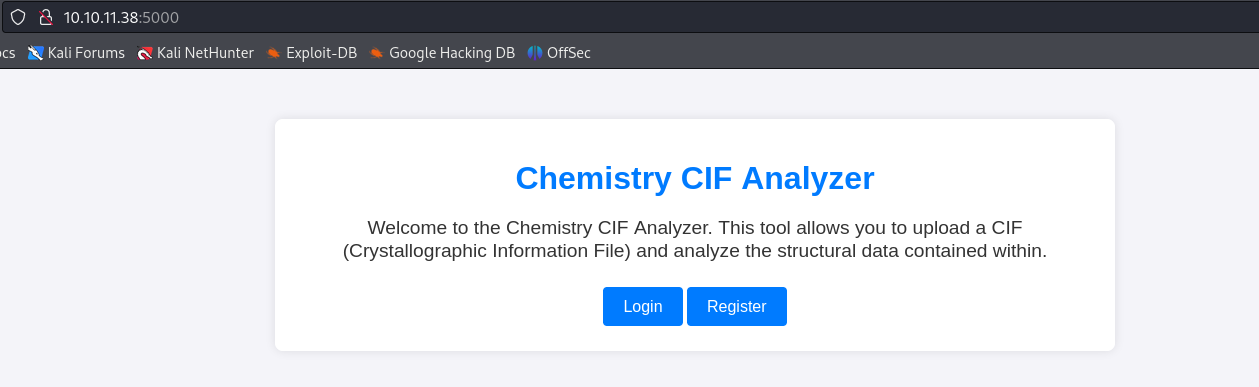 10.10.11.38:5000
ocs Kali Forums Kali NetHunter Exploit-DB Google Hacking DB OffSec
Chemistry CIF Analyzer
Welcome to the Chemistry CIF Analyzer. This tool allows you to upload a CIF
(Crystallographic Information File) and analyze the structural data contained within.
Login Register